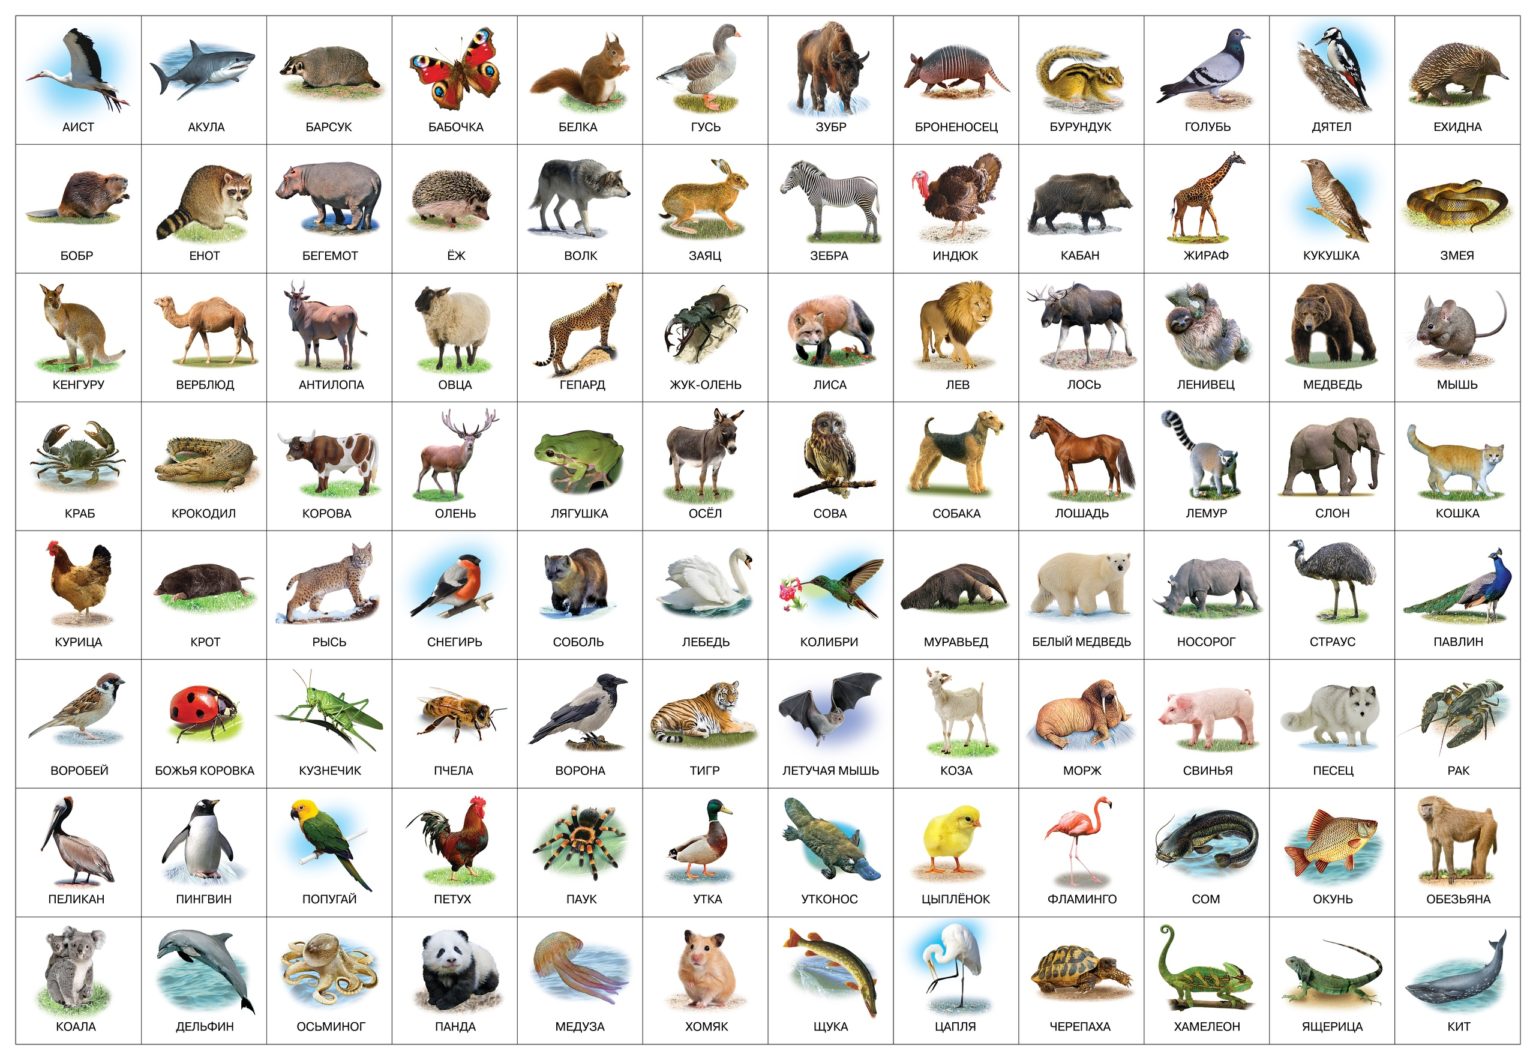 АИСТ
АКУЛА
БАРСУК
БАБОЧКА
БЕЛКА
ГУСЬ
ЗУБР
БРОНЕНОСЕЦ
БУРУНДУК
ГОЛУБЬ
ДЯТЕЛ
ЕХИДНА
БОБР
ЕНОТ
БЕГЕМОТ
ЁЖ
ВОЛК
ЗАЯЦ
ЗЕБРА
ИНДЮК
КАБАН
ЖИРАФ
КУКУШКА
ЗМЕЯ
КЕНГУРУ
ВЕРБЛЮД
АНТИЛОПА
ОВЦА
ГЕПАРД
ЖУК-ОЛЕНЬ
ЛИСА
ЛЕВ
ЛОСЬ
ЛЕНИВЕЦ
МЕДВЕДЬ
МЫШЬ
КРАБ
КРОКОДИЛ
КОРОВА
ОЛЕНЬ
ЛЯГУШКА
ОСЁЛ
СОВА
СОБАКА
ЛОШАДЬ
ЛЕМУР
СЛОН
КОШКА
КУРИЦА
КРОТ
РЫСЬ
СНЕГИРЬ
СОБОЛЬ
ЛЕБЕДЬ
КОЛИБРИ
МУРАВЬЕД
БЕЛЫЙ МЕДВЕДЬ
НОСОРОГ
СТРАУС
ПАВЛИН
ВОРОБЕЙ
БОЖЬЯ КОРОВКА
КУЗНЕЧИК
ПЧЕЛА
ВОРОНА
ТИГР
ЛЕТУЧАЯ МЫШЬ
КОЗА
МОРЖ
СВИНЬЯ
ПЕСЕЦ
РАК
ПЕЛИКАН
ПИНГВИН
ПОПУГАЙ
ПЕТУХ
ПАУК
УТКА
УТКОНОС
ЦЫПЛЁНОК
ФЛАМИНГО
СОМ
ОКУНЬ
ОБЕЗЬЯНА
КОАЛА
ДЕЛЬФИН
ОСЬМИНОГ
ПАНДА
МЕДУЗА
ХОМЯК
ЩУКА
ЦАПЛЯ
ЧЕРЕПАХА
ХАМЕЛЕОН
ЯЩЕРИЦА
КИТ